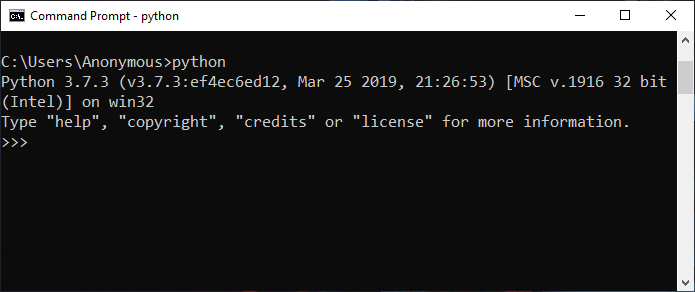 Command Prompt - python
C:\Users\Anonymous>python
Python 3.7.3 (v3.7.3:ef4ec6ed12, Mar 25 2019, 21:26:53) [MSC v.1916 32 bit
(Intel)] on win32
Type "help", "copyright", "credits" or "license" for more information.
>>>